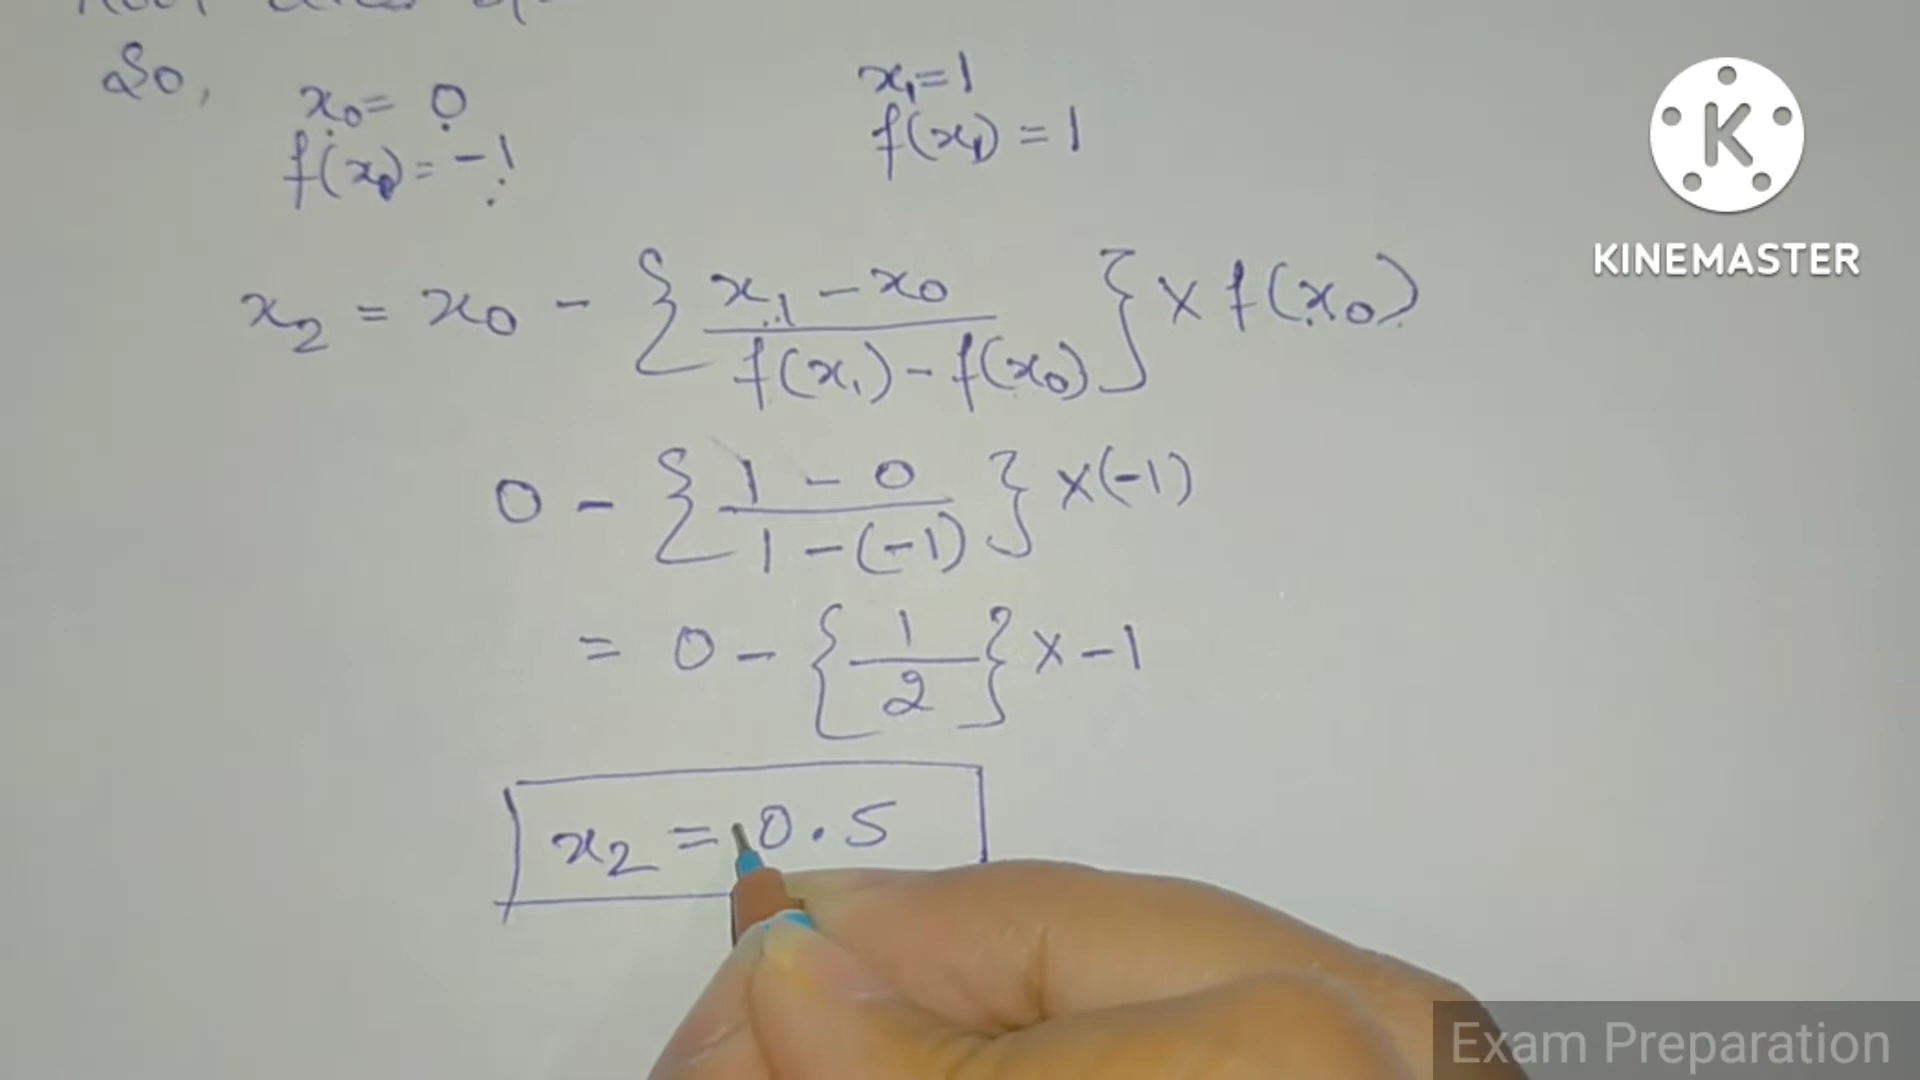 So,
x₀ = 0
f(x₀) = -1
x₁ = 1
f(x₁) = 1
K
KINEMASTER
x₂ = x₀ - { x₁ - x₀ / f(x₁) - f(x₀) } × f(x₀)
0 - { 1 - 0 / 1 - (-1) } × (-1)
= 0 - { 1 / 2 } × -1
x₂ = 0.5
Exam Preparation